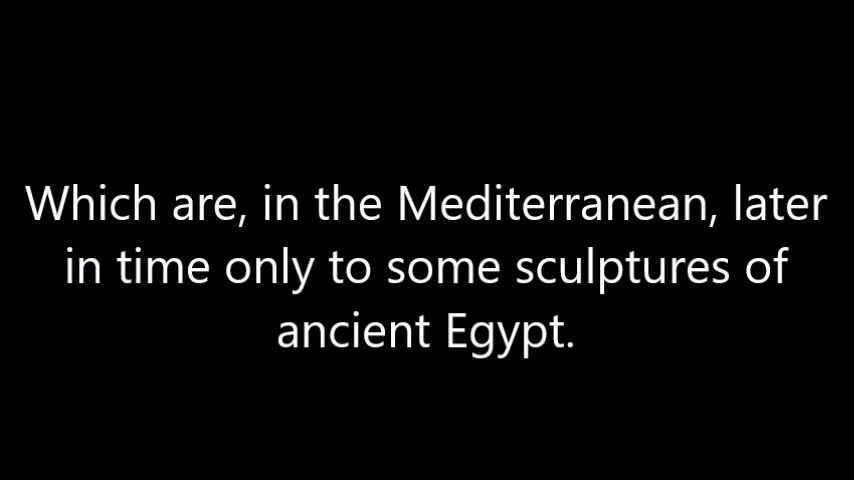 Which are, in the Mediterranean, later
in time only to some sculptures of
ancient Egypt.